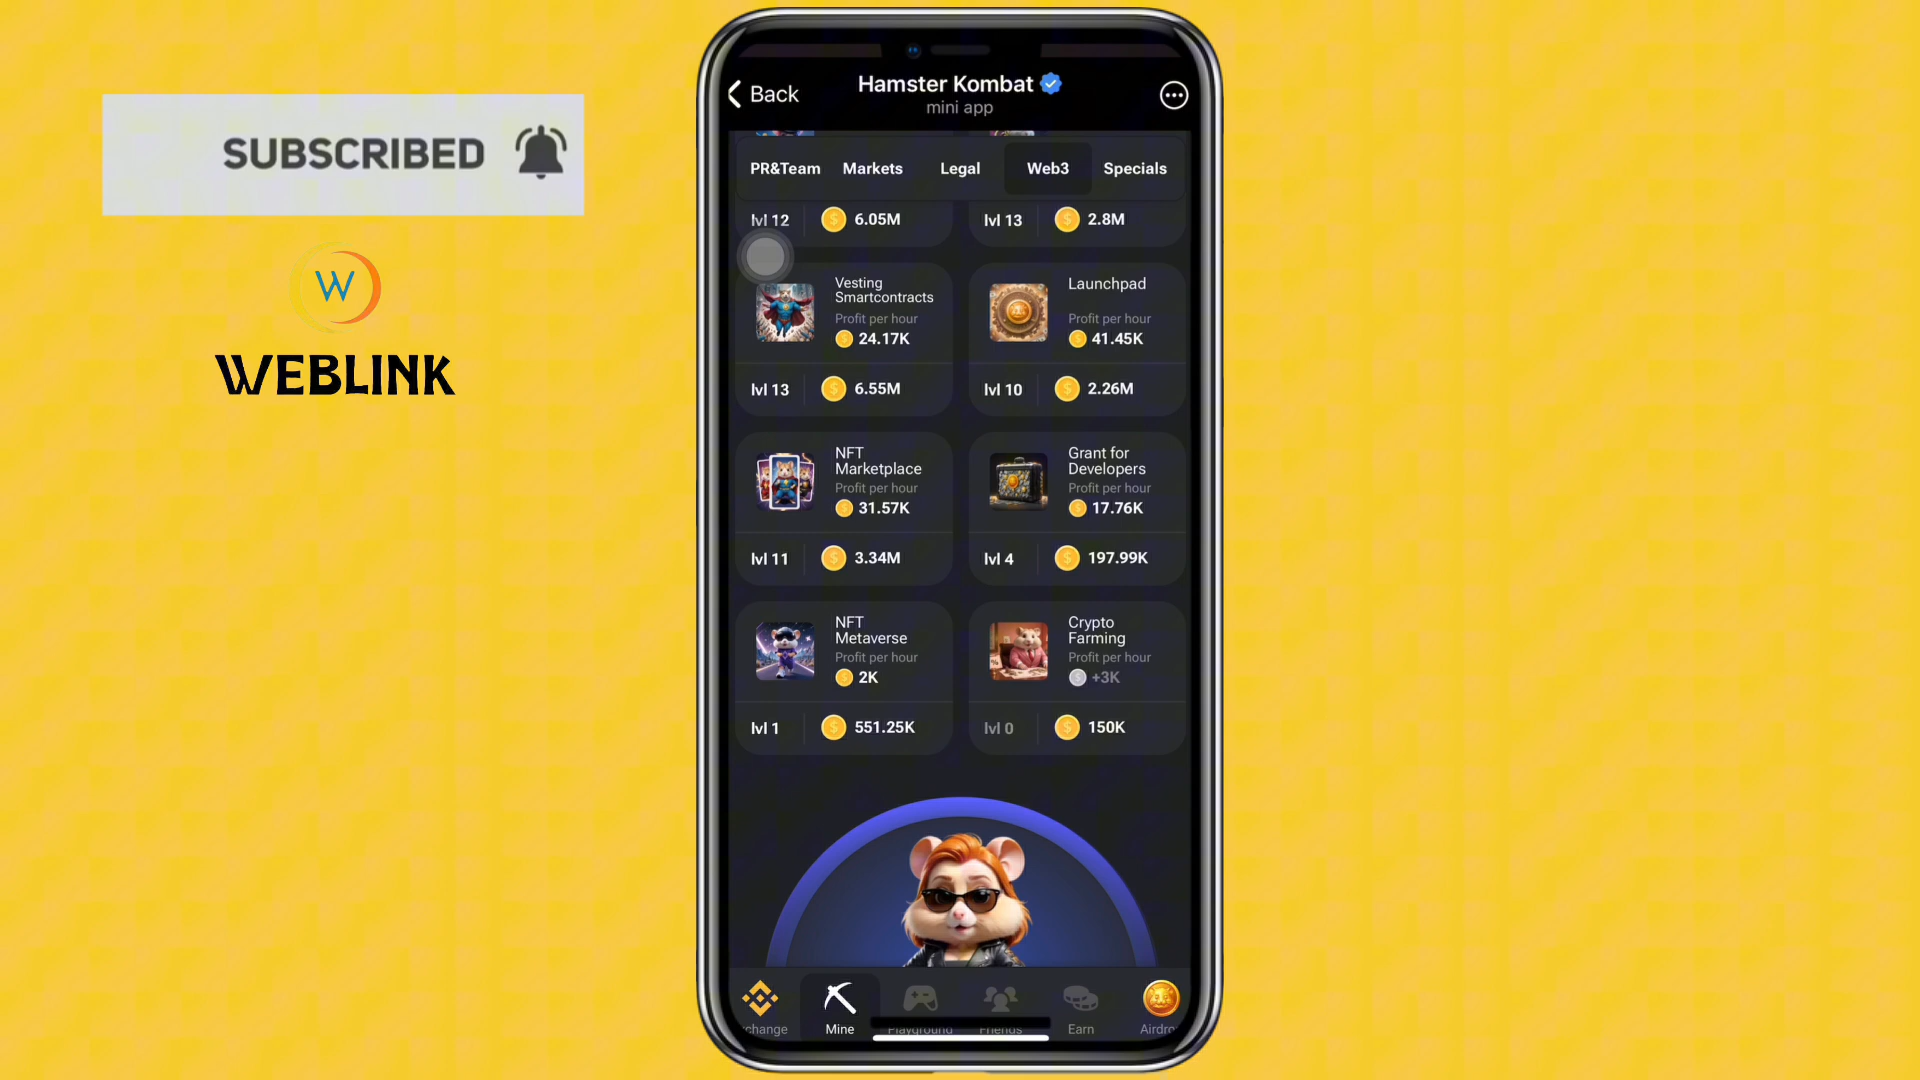 SUBSCRIBED
W
WEBLINK
Back
Hamster Kombat
mini app
PR&Team Markets Legal Web3 Specials
lvl 12 6.05M
lvl 13 2.8M
Vesting
Smartcontracts
Profit per hour
24.17K
lvl 13 6.55M
Launchpad
Profit per hour
41.45K
lvl 10 2.26M
NFT
Marketplace
Profit per hour
31.57K
lvl 11 3.34M
Grant for
Developers
Profit per hour
17.76K
lvl 4 197.99K
NFT
Metaverse
Profit per hour
2K
lvl 1 551.25K
Crypto
Farming
Profit per hour
+3K
lvl 0 150K
change Mine Playground Friends Earn Airdro